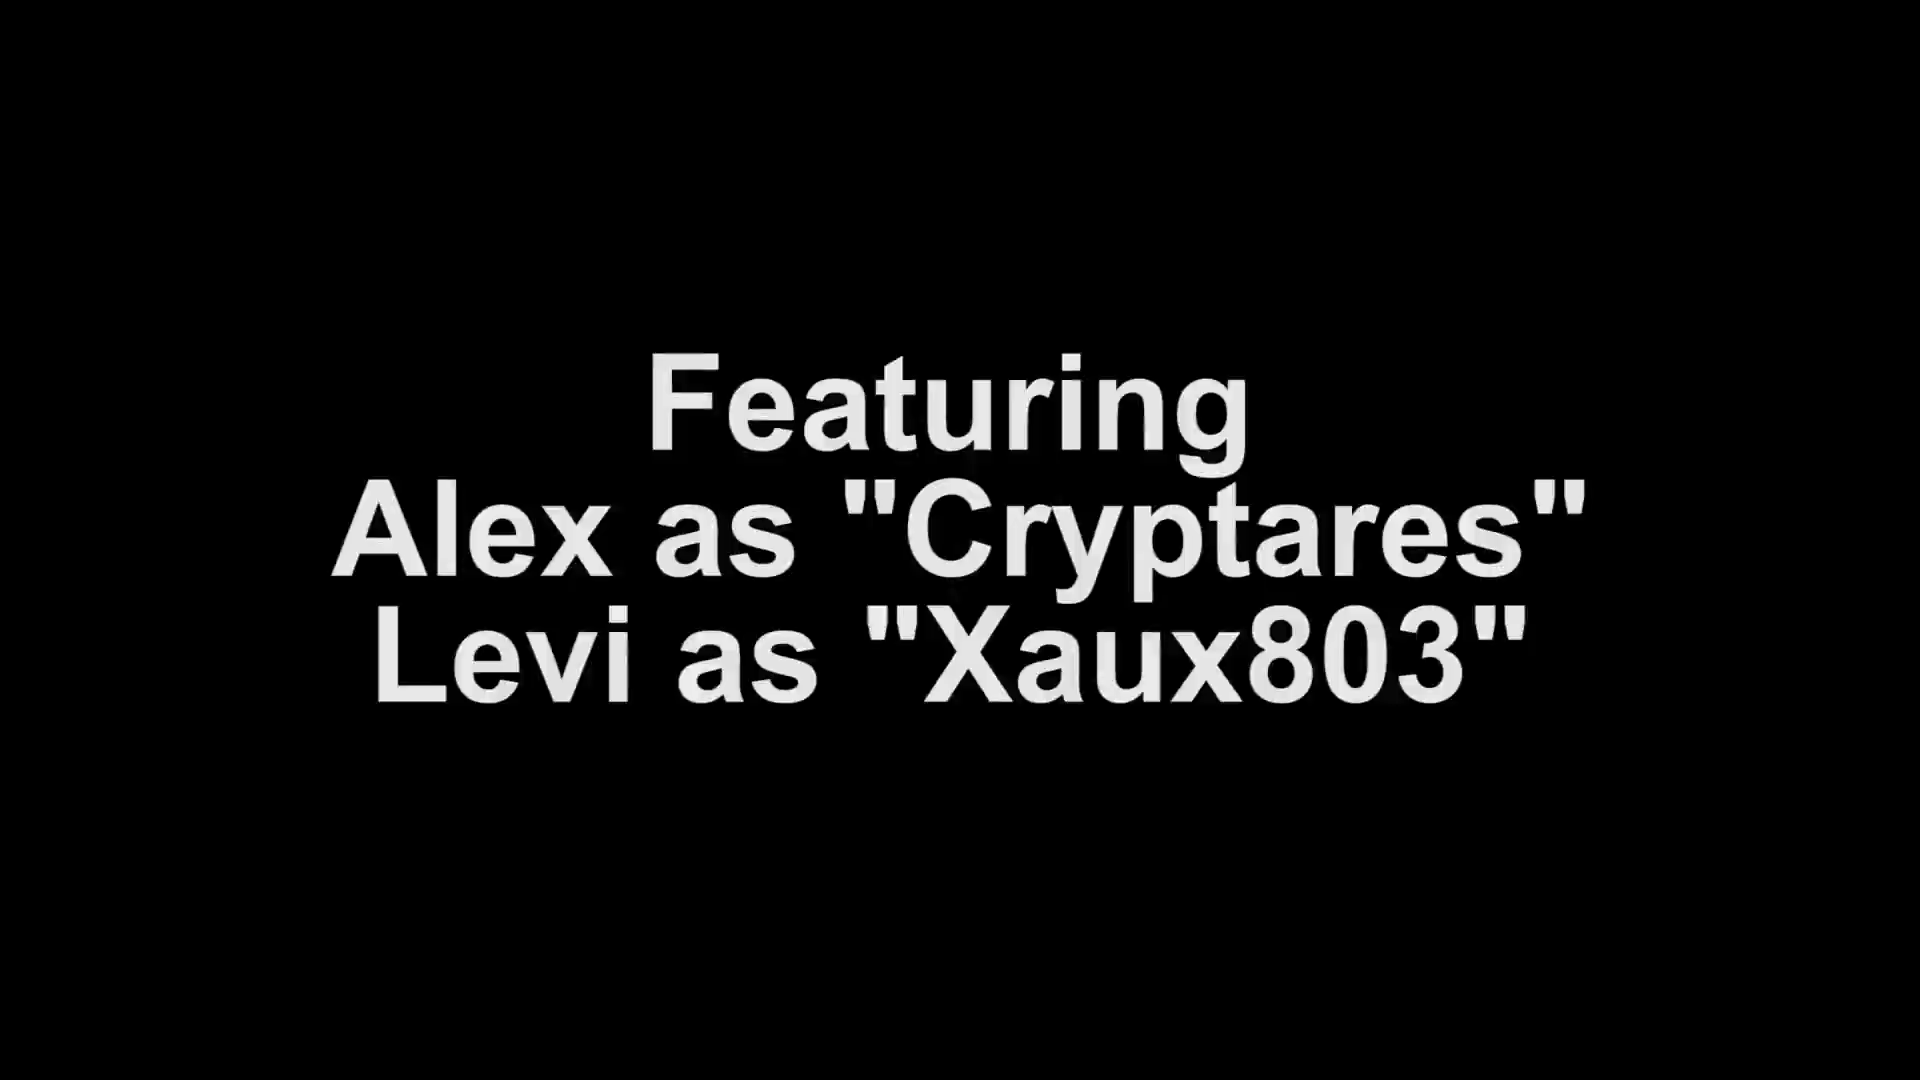 Featuring
Alex as "Cryptares"
Levi as "Xaux803"